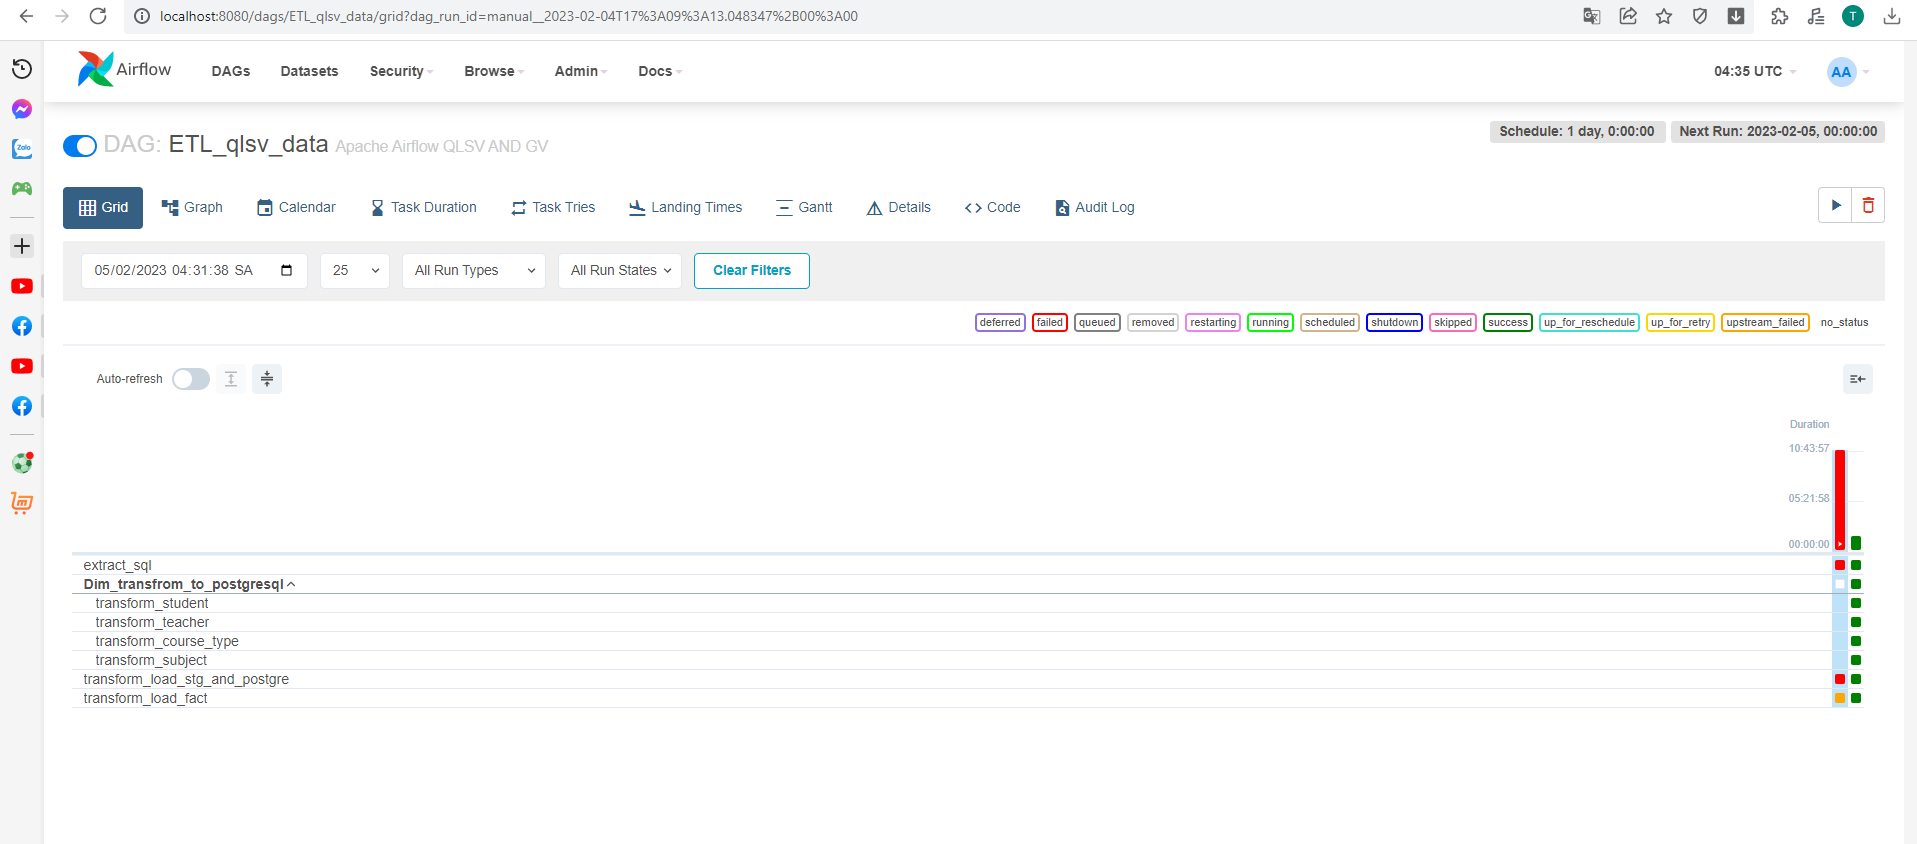 localhost:8080/dags/ETL_qlsv_data/grid?dag_run_id=manual__2023-02-04T17%3A09%3A13.048347%2B00%3A00
T
Airflow DAGs Datasets Security Browse Admin Docs 04:35 UTC AA
Zalo
DAG: ETL_qlsv_data Apache Airflow QLSV AND GV
Schedule: 1 day, 0:00:00 Next Run: 2023-02-05, 00:00:00
Grid Graph Calendar Task Duration Task Tries Landing Times Gantt Details Code Audit Log
05/02/2023 04:31:38 SA 25 All Run Types All Run States Clear Filters
deferred failed queued removed restarting running scheduled shutdown skipped success up_for_reschedule up_for_retry upstream_failed no_status
Auto-refresh
Duration
10:43:57
05:21:58
00:00:00
extract_sql
Dim_transfrom_to_postgresql
transform_student
transform_teacher
transform_course_type
transform_subject
transform_load_stg_and_postgre
transform_load_fact